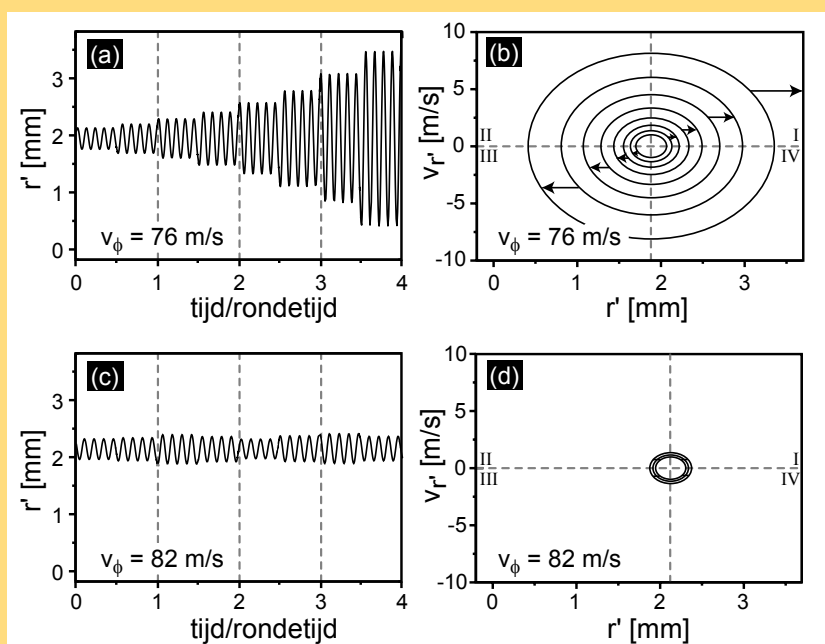 (a)
r' [mm]
3
2
1
0
v_ϕ = 76 m/s
0 1 2 3 4
tijd/rondetijd
(b)
v_r' [m/s]
10
5
0
-5
-10
II I
III IV
v_ϕ = 76 m/s
0 1 2 3
r' [mm]
(c)
r' [mm]
3
2
1
0
v_ϕ = 82 m/s
0 1 2 3 4
tijd/rondetijd
(d)
v_r' [m/s]
10
5
0
-5
-10
II I
III IV
v_ϕ = 82 m/s
0 1 2 3
r' [mm]